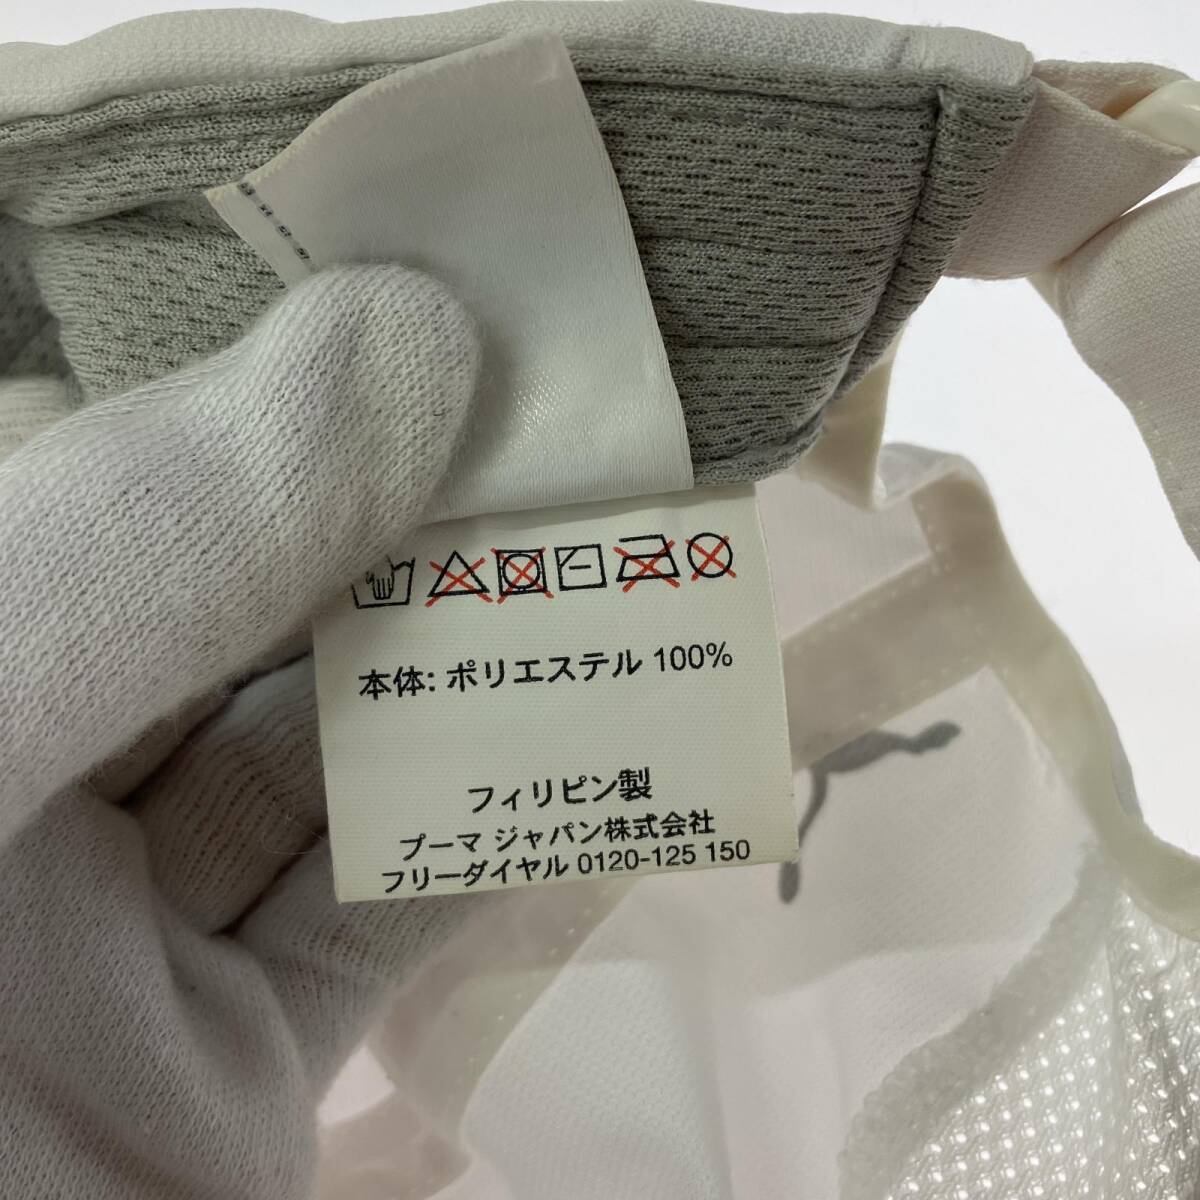 本体: ポリエステル 100%
フィリピン製
プーマ ジャパン株式会社
フリーダイヤル 0120-125 150